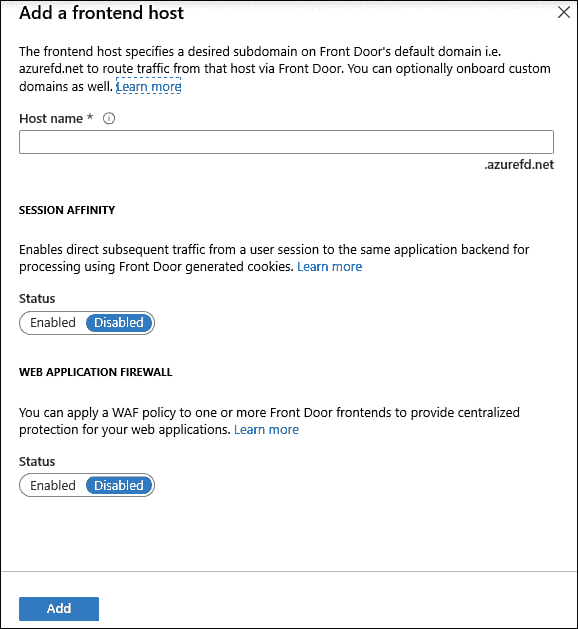 Add a frontend host
The frontend host specifies a desired subdomain on Front Door's default domain i.e.
azurefd.net to route traffic from that host via Front Door. You can optionally onboard custom
domains as well. Learn more
Host name *
.azurefd.net
SESSION AFFINITY
Enables direct subsequent traffic from a user session to the same application backend for
processing using Front Door generated cookies. Learn more
Status
Enabled Disabled
WEB APPLICATION FIREWALL
You can apply a WAF policy to one or more Front Door frontends to provide centralized
protection for your web applications. Learn more
Status
Enabled Disabled
Add